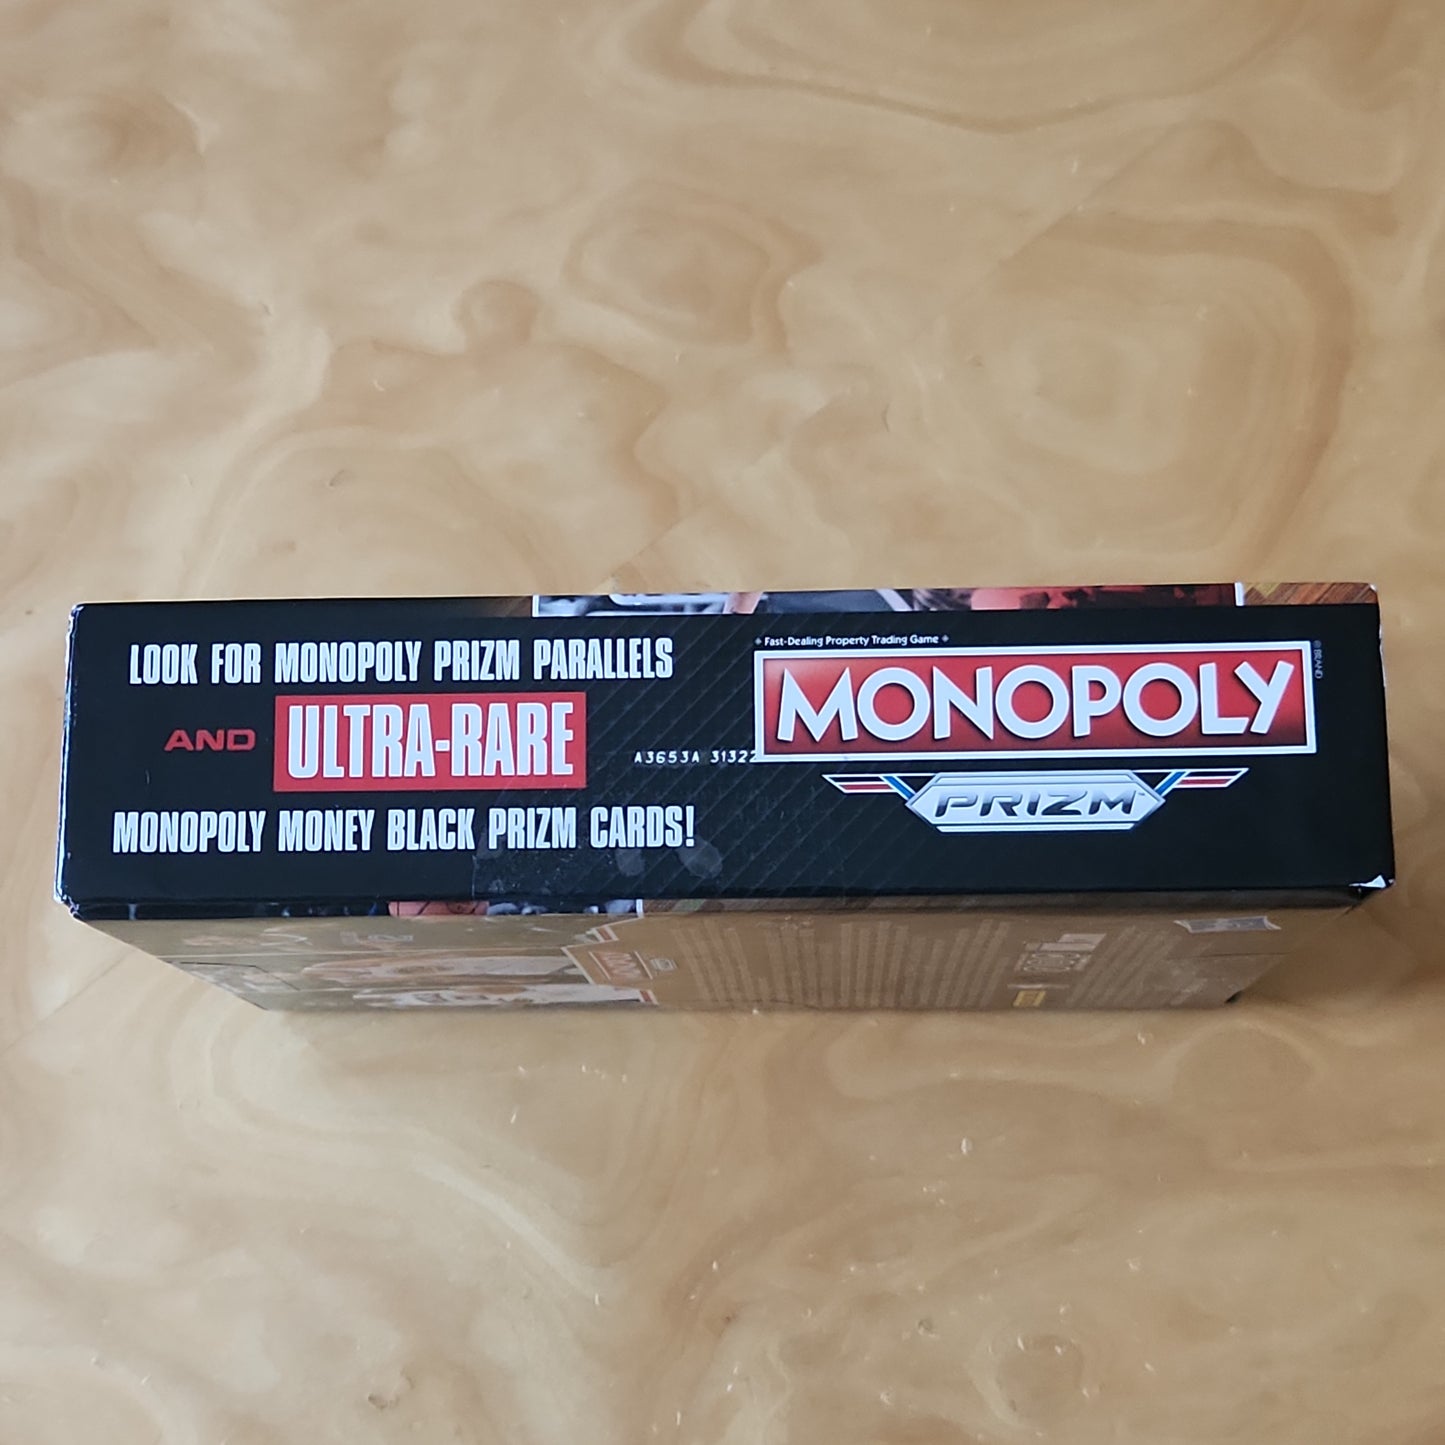 LOOK FOR MONOPOLY PRIZM PARALLELS
AND ULTRA-RARE
MONOPOLY MONEY BLACK PRIZM CARDS!
A3653A 31322
Fast-Dealing Property Trading Game
MONOPOLY
® BRAND
PRIZM